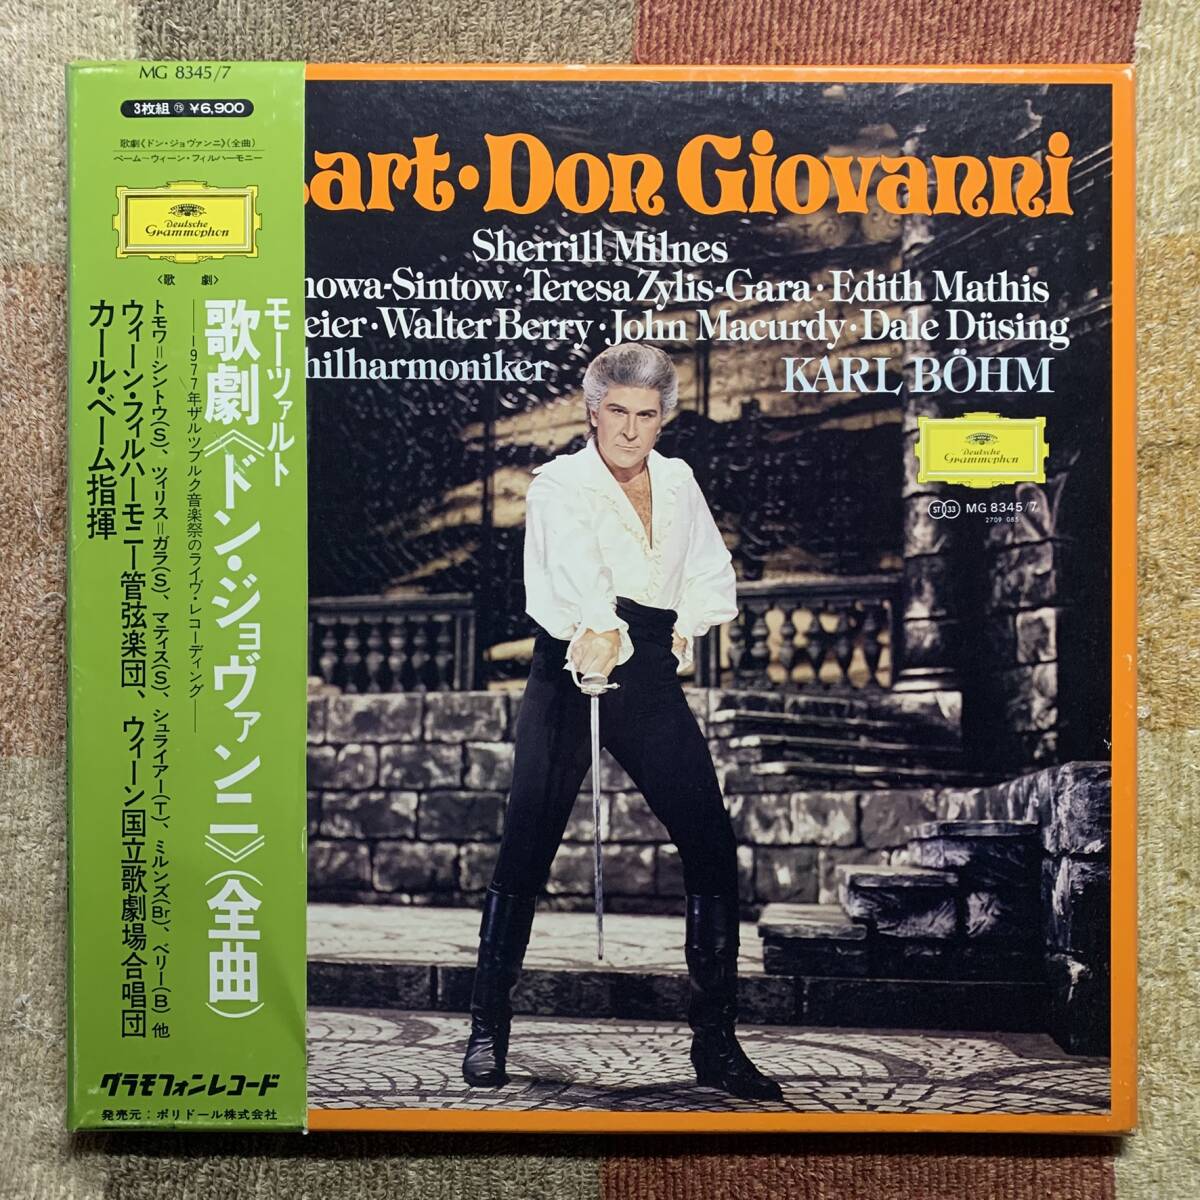 MG 8345/7
3枚組 ㉕ ¥6,900
歌劇《ドン・ジョヴァンニ》(全曲)
ベーム―ウィーン・フィルハーモニー
Deutsche
Grammophon
〈歌 劇〉
モーツァルト
歌劇《ドン・ジョヴァンニ》(全曲)
――1977年ザルツブルク音楽祭のライヴ・レコーディング――
トモワ=シントウ(S)、ツィリス=ガラ(S)、マティス(S)、シュライアー(T)、ミルンズ(Br)、ベリー(B)他
ウィーン・フィルハーモニー管弦楽団、ウィーン国立歌劇場合唱団
カール・ベーム指揮
グラモフォンレコード
発売元:ポリドール株式会社
art·Don Giovanni
Sherrill Milnes
nowa-Sintow·Teresa Zylis-Gara·Edith Mathis
eier·Walter Berry·John Macurdy·Dale Düsing
hilharmoniker KARL BÖHM
Deutsche
Grammophon
ST 33 MG 8345/7
2709 085